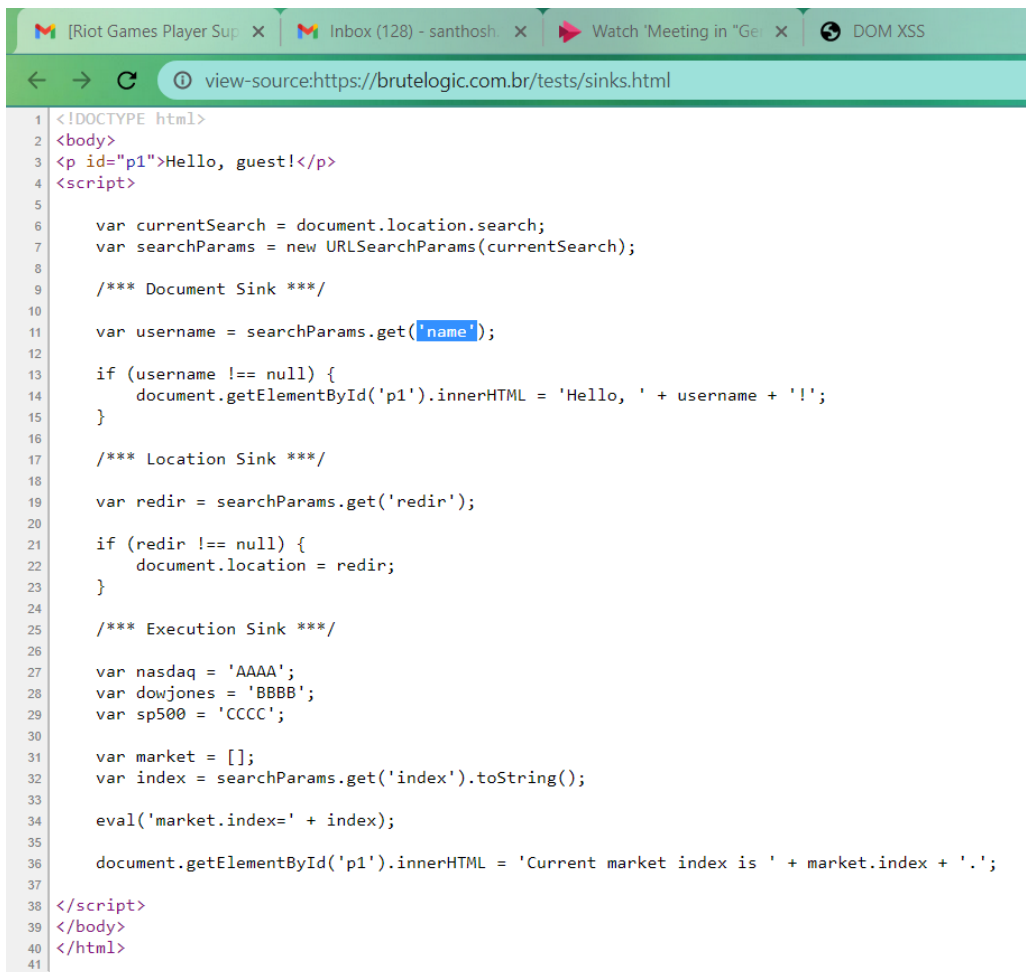 [Riot Games Player Sup
Inbox (128) - santhosh.
Watch 'Meeting in "Ger
DOM XSS
view-source:https://brutelogic.com.br/tests/sinks.html
1 <!DOCTYPE html>
2 <body>
3 <p id="p1">Hello, guest!</p>
4 <script>
5
6 var currentSearch = document.location.search;
7 var searchParams = new URLSearchParams(currentSearch);
8
9 /*** Document Sink ***/
10
11 var username = searchParams.get('name');
12
13 if (username !== null) {
14 document.getElementById('p1').innerHTML = 'Hello, ' + username + '!';
15 }
16
17 /*** Location Sink ***/
18
19 var redir = searchParams.get('redir');
20
21 if (redir !== null) {
22 document.location = redir;
23 }
24
25 /*** Execution Sink ***/
26
27 var nasdaq = 'AAAA';
28 var dowjones = 'BBBB';
29 var sp500 = 'CCCC';
30
31 var market = [];
32 var index = searchParams.get('index').toString();
33
34 eval('market.index=' + index);
35
36 document.getElementById('p1').innerHTML = 'Current market index is ' + market.index + '.';
37
38 </script>
39 </body>
40 </html>
41